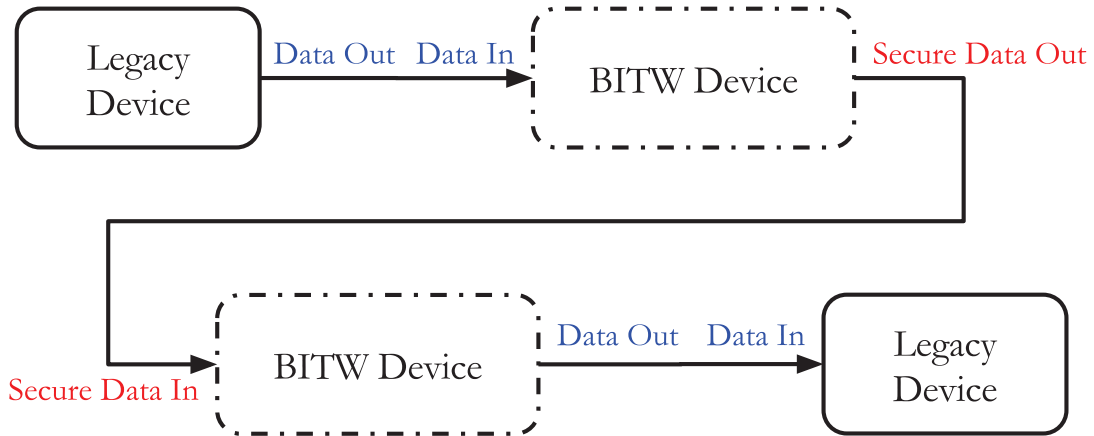 Legacy
Device
Data Out
Data In
BITW Device
Secure Data Out
Secure Data In
BITW Device
Data Out
Data In
Legacy
Device